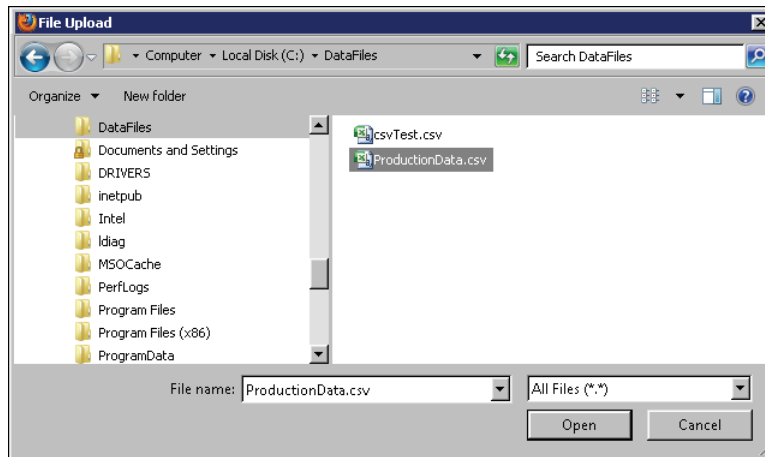 File Upload
Computer Local Disk (C:) DataFiles
Search DataFiles
Organize New folder
DataFiles
Documents and Settings
DRIVERS
inetpub
Intel
ldiag
MSOCache
PerfLogs
Program Files
Program Files (x86)
ProgramData
csvTest.csv
ProductionData.csv
File name: ProductionData.csv
All Files (*.*)
Open Cancel